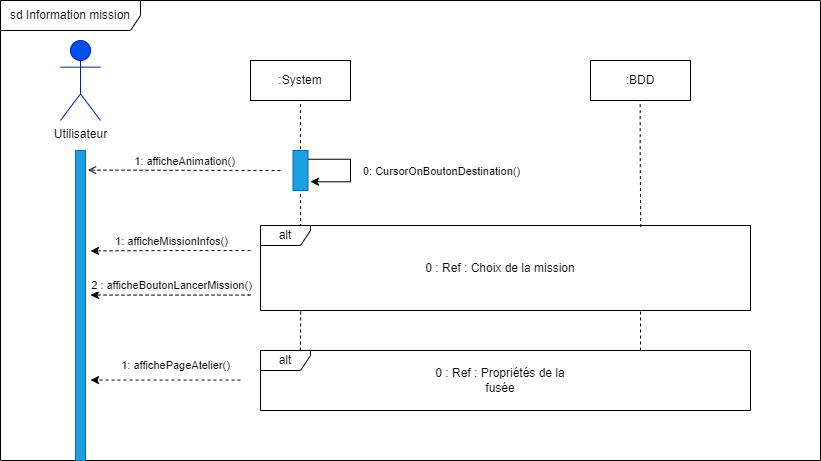 sd Information mission
:System
:BDD
Utilisateur
1: afficheAnimation()
0: CursorOnBoutonDestination()
alt
1: afficheMissionInfos()
0 : Ref : Choix de la mission
2 : afficheBoutonLancerMission()
alt
1: affichePageAtelier()
0 : Ref : Propriétés de la
fusée